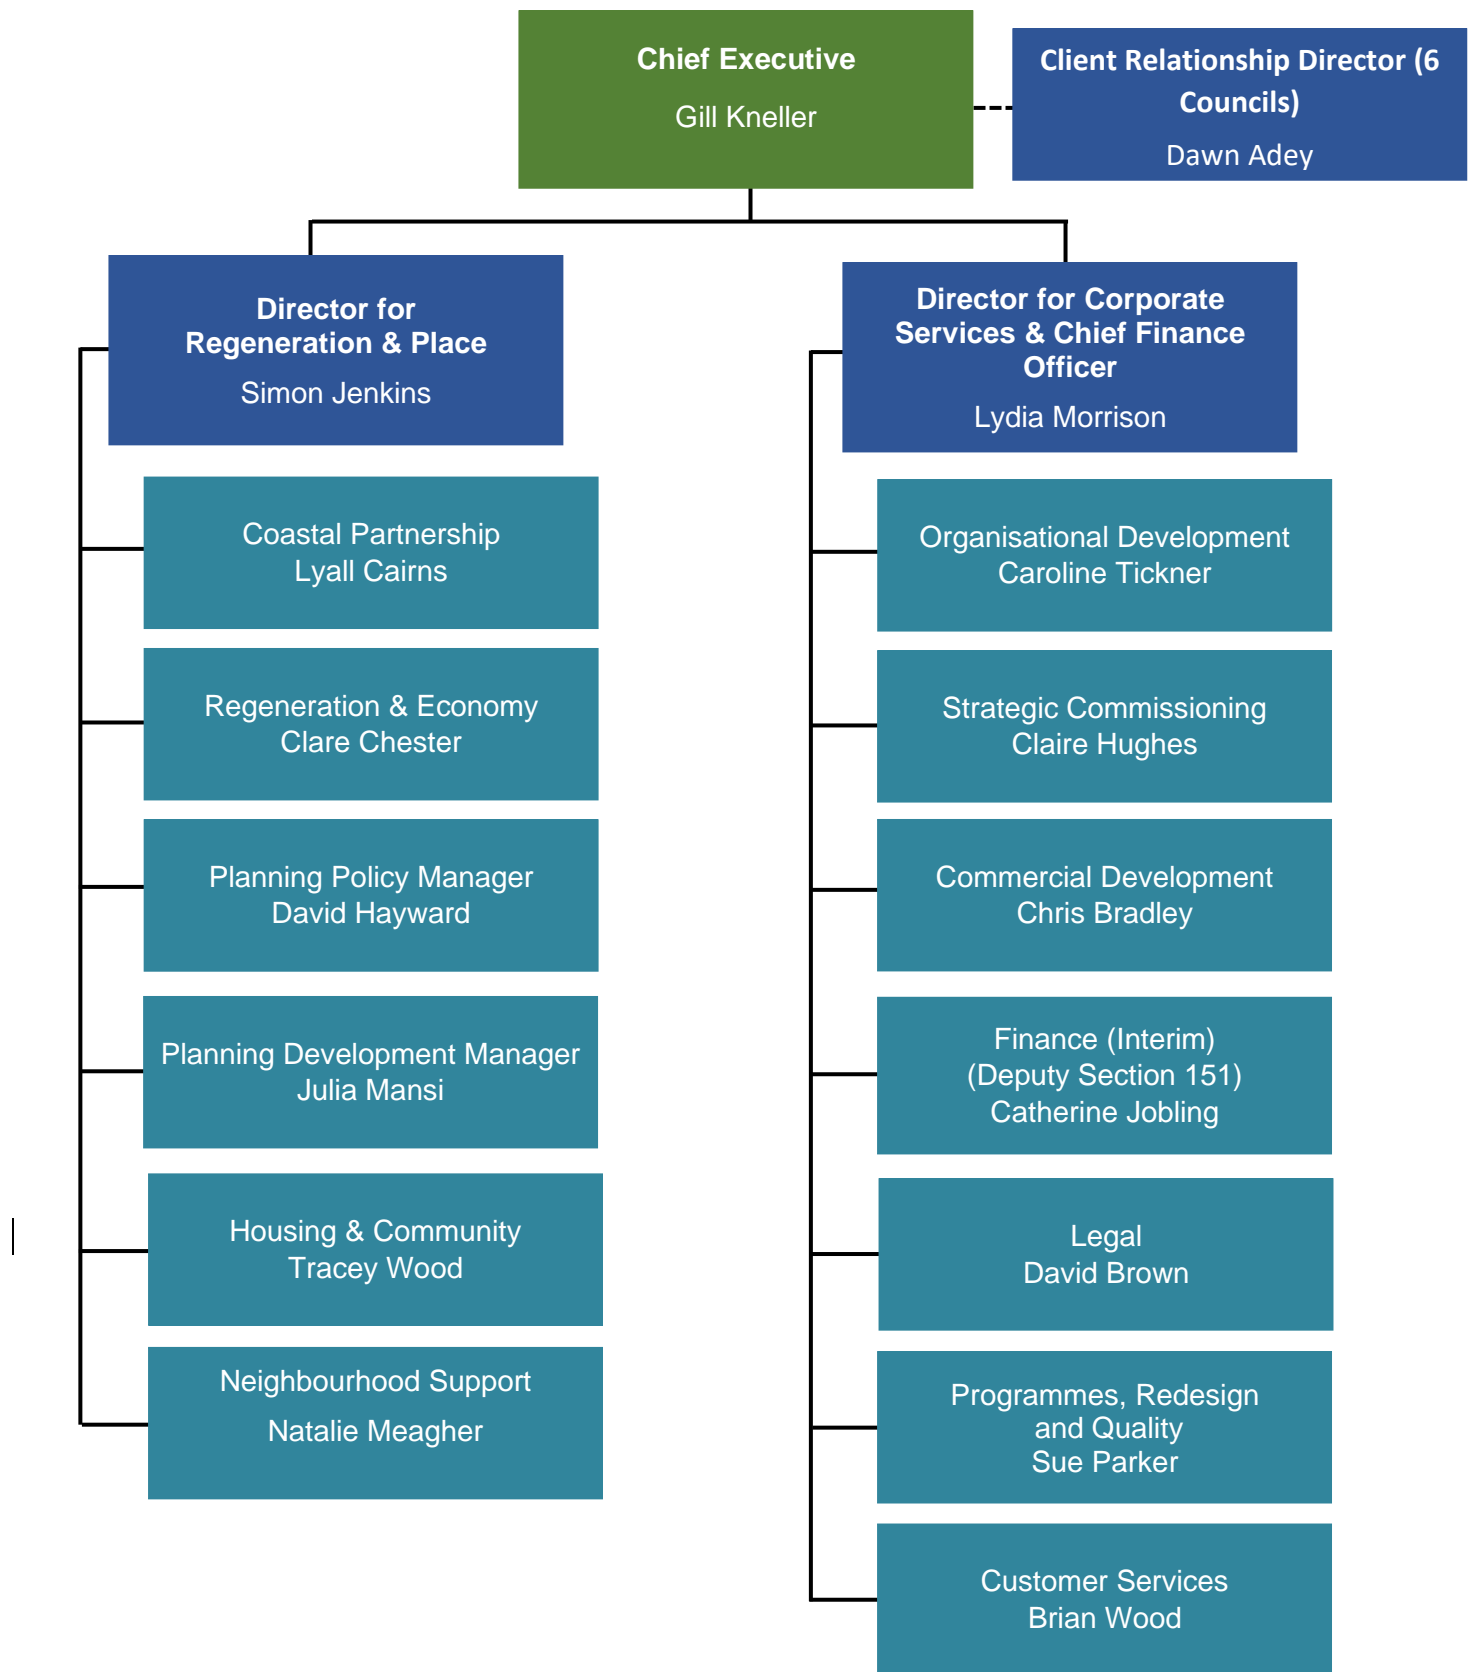 Chief Executive
Gill Kneller
Client Relationship Director (6
Councils)
Dawn Adey
Director for
Regeneration & Place
Simon Jenkins
Coastal Partnership
Lyall Cairns
Regeneration & Economy
Clare Chester
Planning Policy Manager
David Hayward
Planning Development Manager
Julia Mansi
Housing & Community
Tracey Wood
Neighbourhood Support
Natalie Meagher
Director for Corporate
Services & Chief Finance
Officer
Lydia Morrison
Organisational Development
Caroline Tickner
Strategic Commissioning
Claire Hughes
Commercial Development
Chris Bradley
Finance (Interim)
(Deputy Section 151)
Catherine Jobling
Legal
David Brown
Programmes, Redesign
and Quality
Sue Parker
Customer Services
Brian Wood